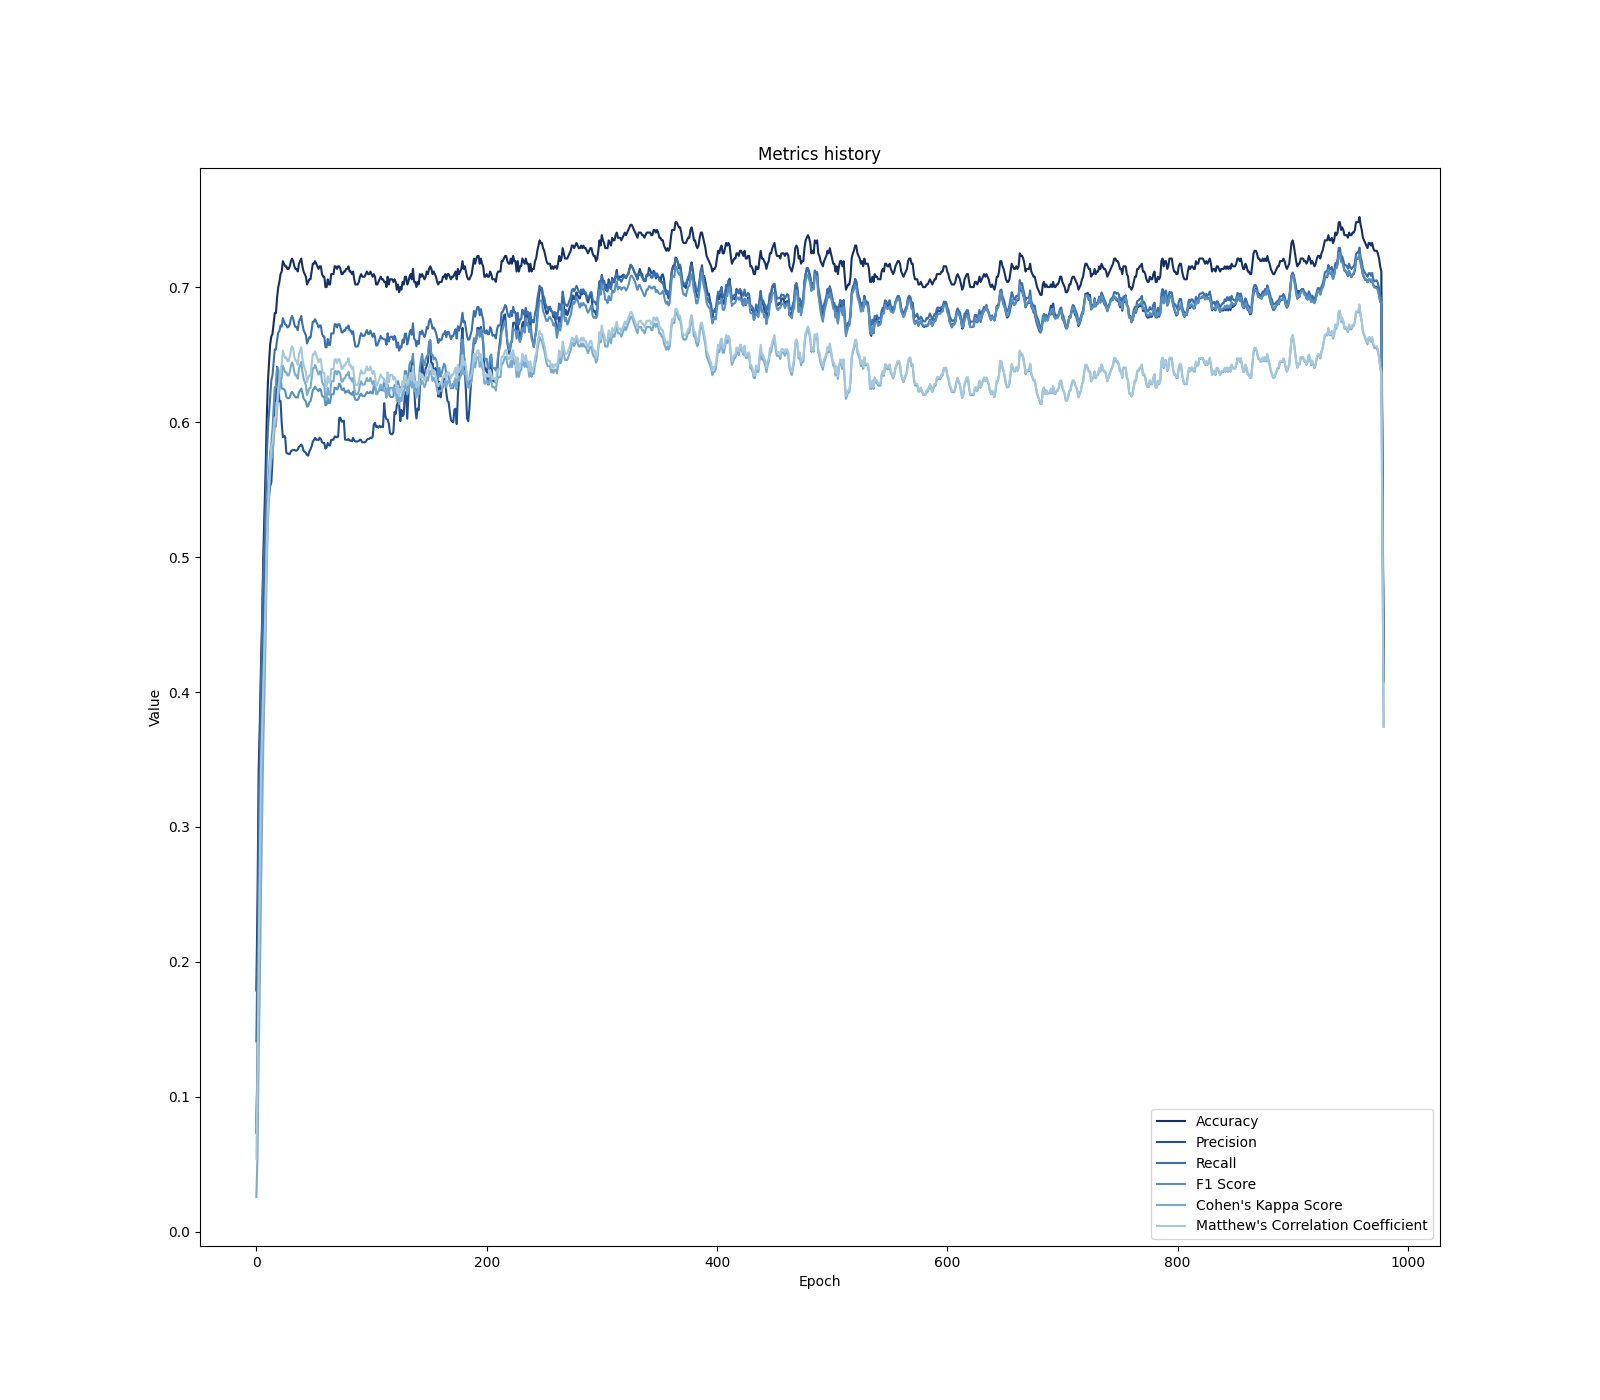 Metrics history
Value
0.7
0.6
0.5
0.4
0.3
0.2
0.1
0.0
0
200
400
600
800
1000
Epoch
Accuracy
Precision
Recall
F1 Score
Cohen's Kappa Score
Matthew's Correlation Coefficient